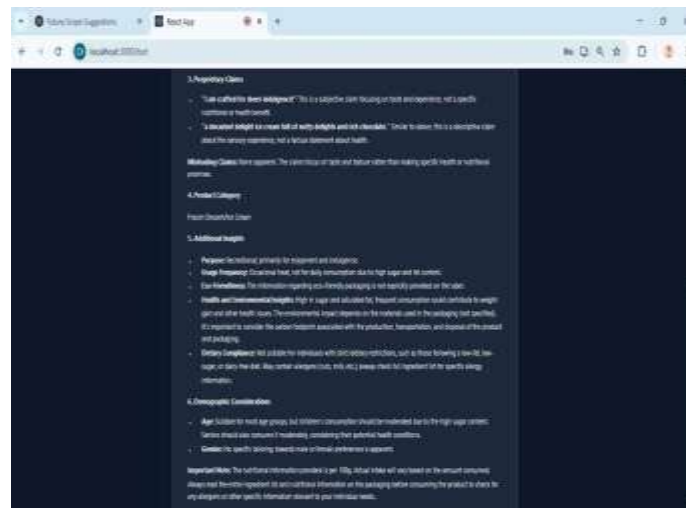 Future Scope Suggestions
React App
3. Proprietary Claims
"I am crafted for sheer indulgence": This is a subjective claim focusing on taste and experience, not a specific
nutritional or health benefit.
"a decadent delight ice cream full of nutty delights and rich chocolate." Similar to above, this is a descriptive claim
about the sensory experience, not a factual statement about health.
Misleading Claims: None apparent. The claims focus on taste and texture rather than making specific health or nutritional
promises.
4. Product Category
Frozen Dessert/Ice Cream
5. Additional Insights
Purpose: Recreational, primarily for enjoyment and indulgence.
Usage Frequency: Occasional treat, not for daily consumption due to high sugar and fat content.
Eco-Friendliness: The information regarding eco-friendly packaging is not explicitly provided on the label.
Health and Environmental Insights: High in sugar and saturated fat, frequent consumption could contribute to weight
gain and other health issues. The environmental impact depends on the materials used in the packaging (not specified).
It's important to consider the carbon footprint associated with the production, transportation, and disposal of the product
and packaging.
Dietary Compliance: Not suitable for individuals with strict dietary restrictions, such as those following a low-fat, low-
sugar, or dairy-free diet. May contain allergens (nuts, milk, etc.) always check full ingredient list for specific allergy
information.
6. Demographic Considerations
Age: Suitable for most age groups, but children's consumption should be moderated due to the high sugar content.
Seniors should also consume it moderately, considering their potential health conditions.
Gender: No specific tailoring towards male or female preferences is apparent.
Important Note: The nutritional information provided is per 100g. Actual intake will vary based on the amount consumed.
Always read the entire ingredient list and nutritional information on the packaging before consuming the product to check for
any allergens or other specific information relevant to your individual needs.